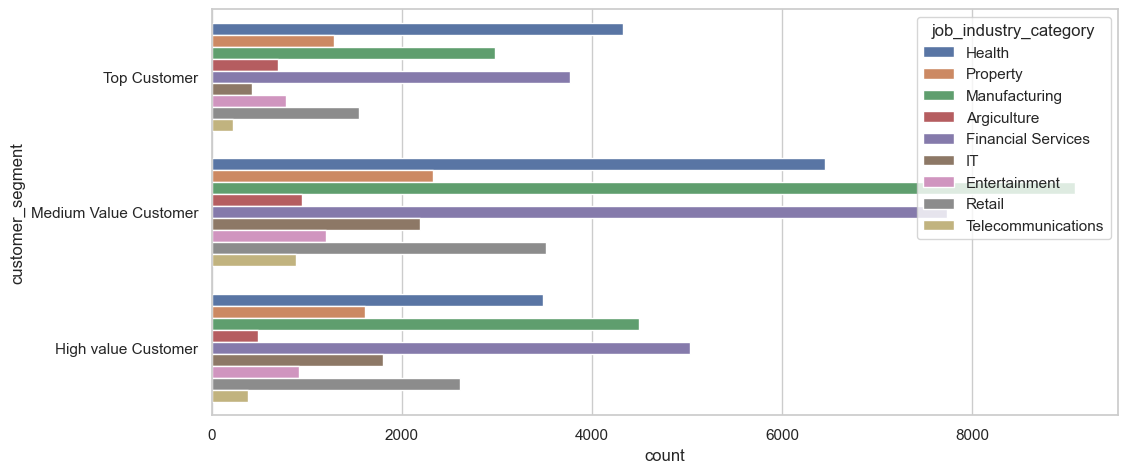 job_industry_category
Health
Property
Manufacturing
Argiculture
Financial Services
IT
Entertainment
Retail
Telecommunications
customer_segment
Top Customer
Medium Value Customer
High value Customer
0 2000 4000 6000 8000
count